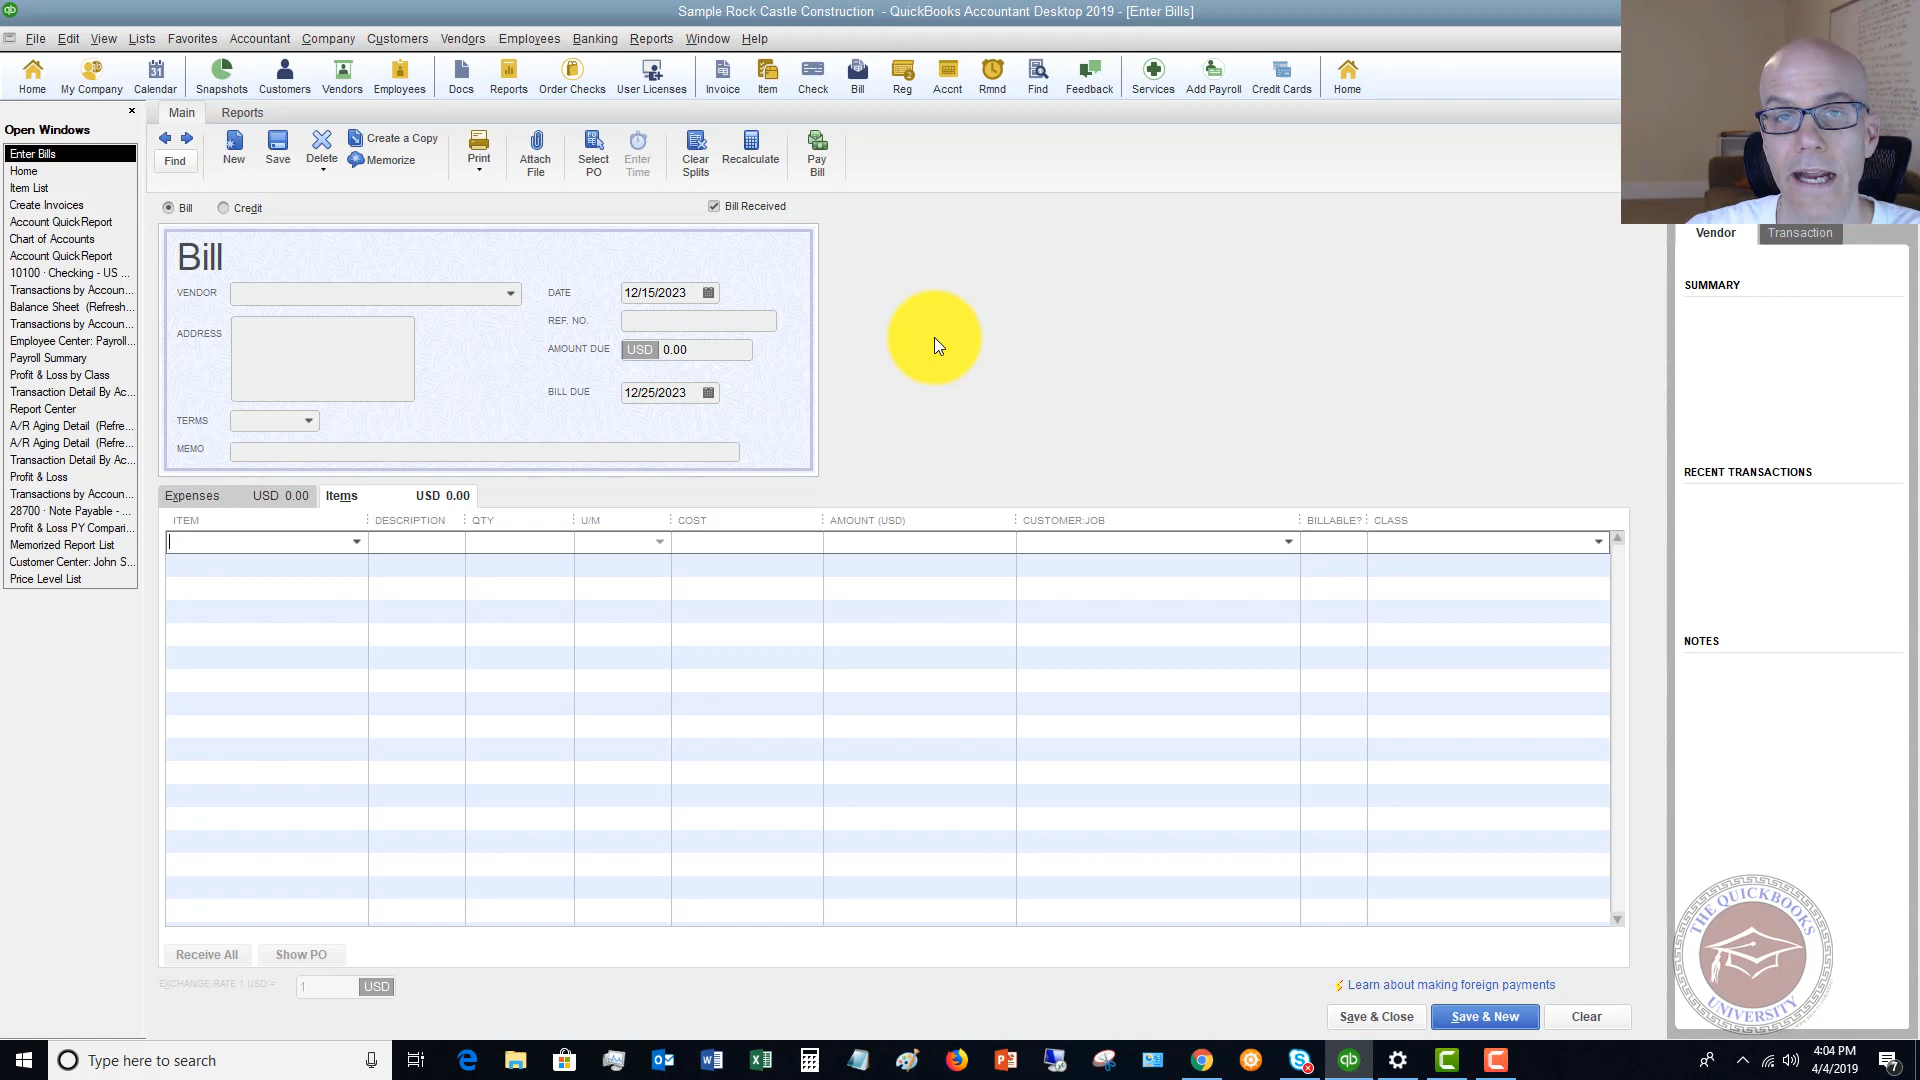 Sample Rock Castle Construction - QuickBooks Accountant Desktop 2019 - [Enter Bills]
File Edit View Lists Favorites Accountant Company Customers Vendors Employees Banking Reports Window Help
Home My Company Calendar Snapshots Customers Vendors Employees Docs Reports Order Checks User Licenses Invoice Item Check Bill Reg Accnt Rmnd Find Feedback Services Add Payroll Credit Cards Home
31
Main Reports
Open Windows
Enter Bills
Home
Item List
Create Invoices
Account QuickReport
Chart of Accounts
Account QuickReport
10100 · Checking - US ...
Transactions by Accoun...
Balance Sheet (Refresh...
Transactions by Accoun...
Employee Center: Payroll...
Payroll Summary
Profit & Loss by Class
Transaction Detail By Ac...
Report Center
A/R Aging Detail (Refre...
A/R Aging Detail (Refre...
Transaction Detail By Ac...
Profit & Loss
Transactions by Accoun...
28700 · Note Payable - ...
Profit & Loss PY Compari...
Memorized Report List
Customer Center: John S...
Price Level List
Find
New
Save
Delete
Create a Copy
Memorize
Print
Attach File
Select PO
Enter Time
Clear Splits
Recalculate
Pay Bill
Bill Credit
Bill Received
Bill
VENDOR
DATE 12/15/2023
REF. NO.
ADDRESS
AMOUNT DUE USD 0.00
BILL DUE 12/25/2023
TERMS
MEMO
Expenses USD 0.00 Items USD 0.00
ITEM DESCRIPTION QTY U/M COST AMOUNT (USD) CUSTOMER:JOB BILLABLE? CLASS
Receive All Show PO
EXCHANGE RATE 1 USD = 1 USD
Learn about making foreign payments
Save & Close Save & New Clear
Vendor Transaction
SUMMARY
RECENT TRANSACTIONS
NOTES
THE QUICKBOOKS
UNIVERSITY
Type here to search
4:04 PM
4/4/2019
7